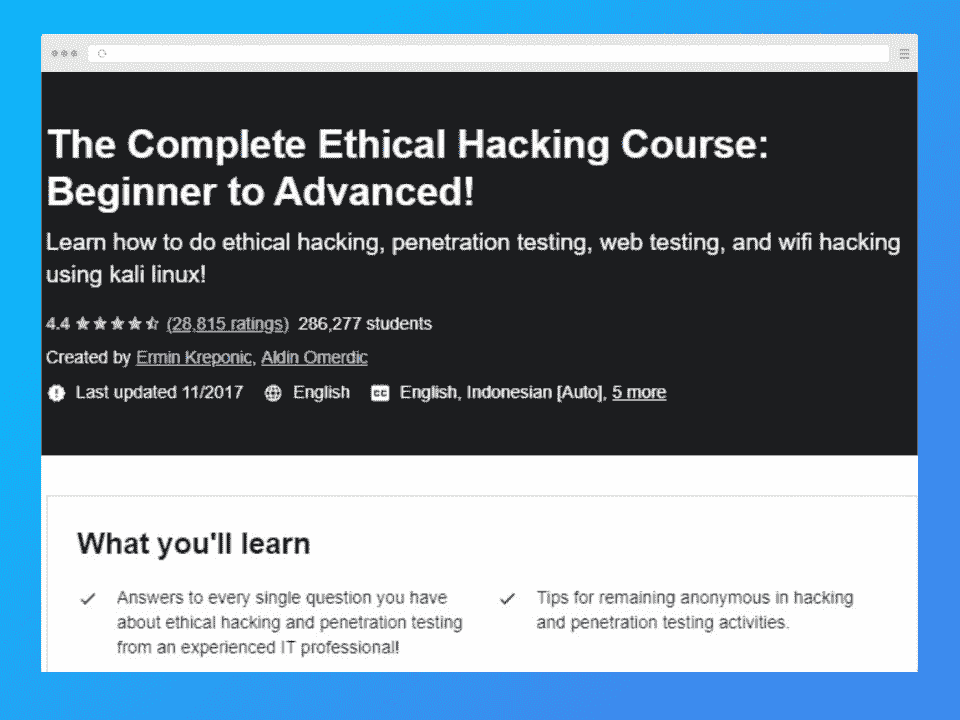 The Complete Ethical Hacking Course:
Beginner to Advanced!
Learn how to do ethical hacking, penetration testing, web testing, and wifi hacking
using kali linux!
4.4 (28,815 ratings) 286,277 students
Created by Ermin Kreponic, Aldin Omerdic
Last updated 11/2017 English CC English, Indonesian [Auto], 5 more
What you'll learn
Answers to every single question you have
about ethical hacking and penetration testing
from an experienced IT professional!
Tips for remaining anonymous in hacking
and penetration testing activities.